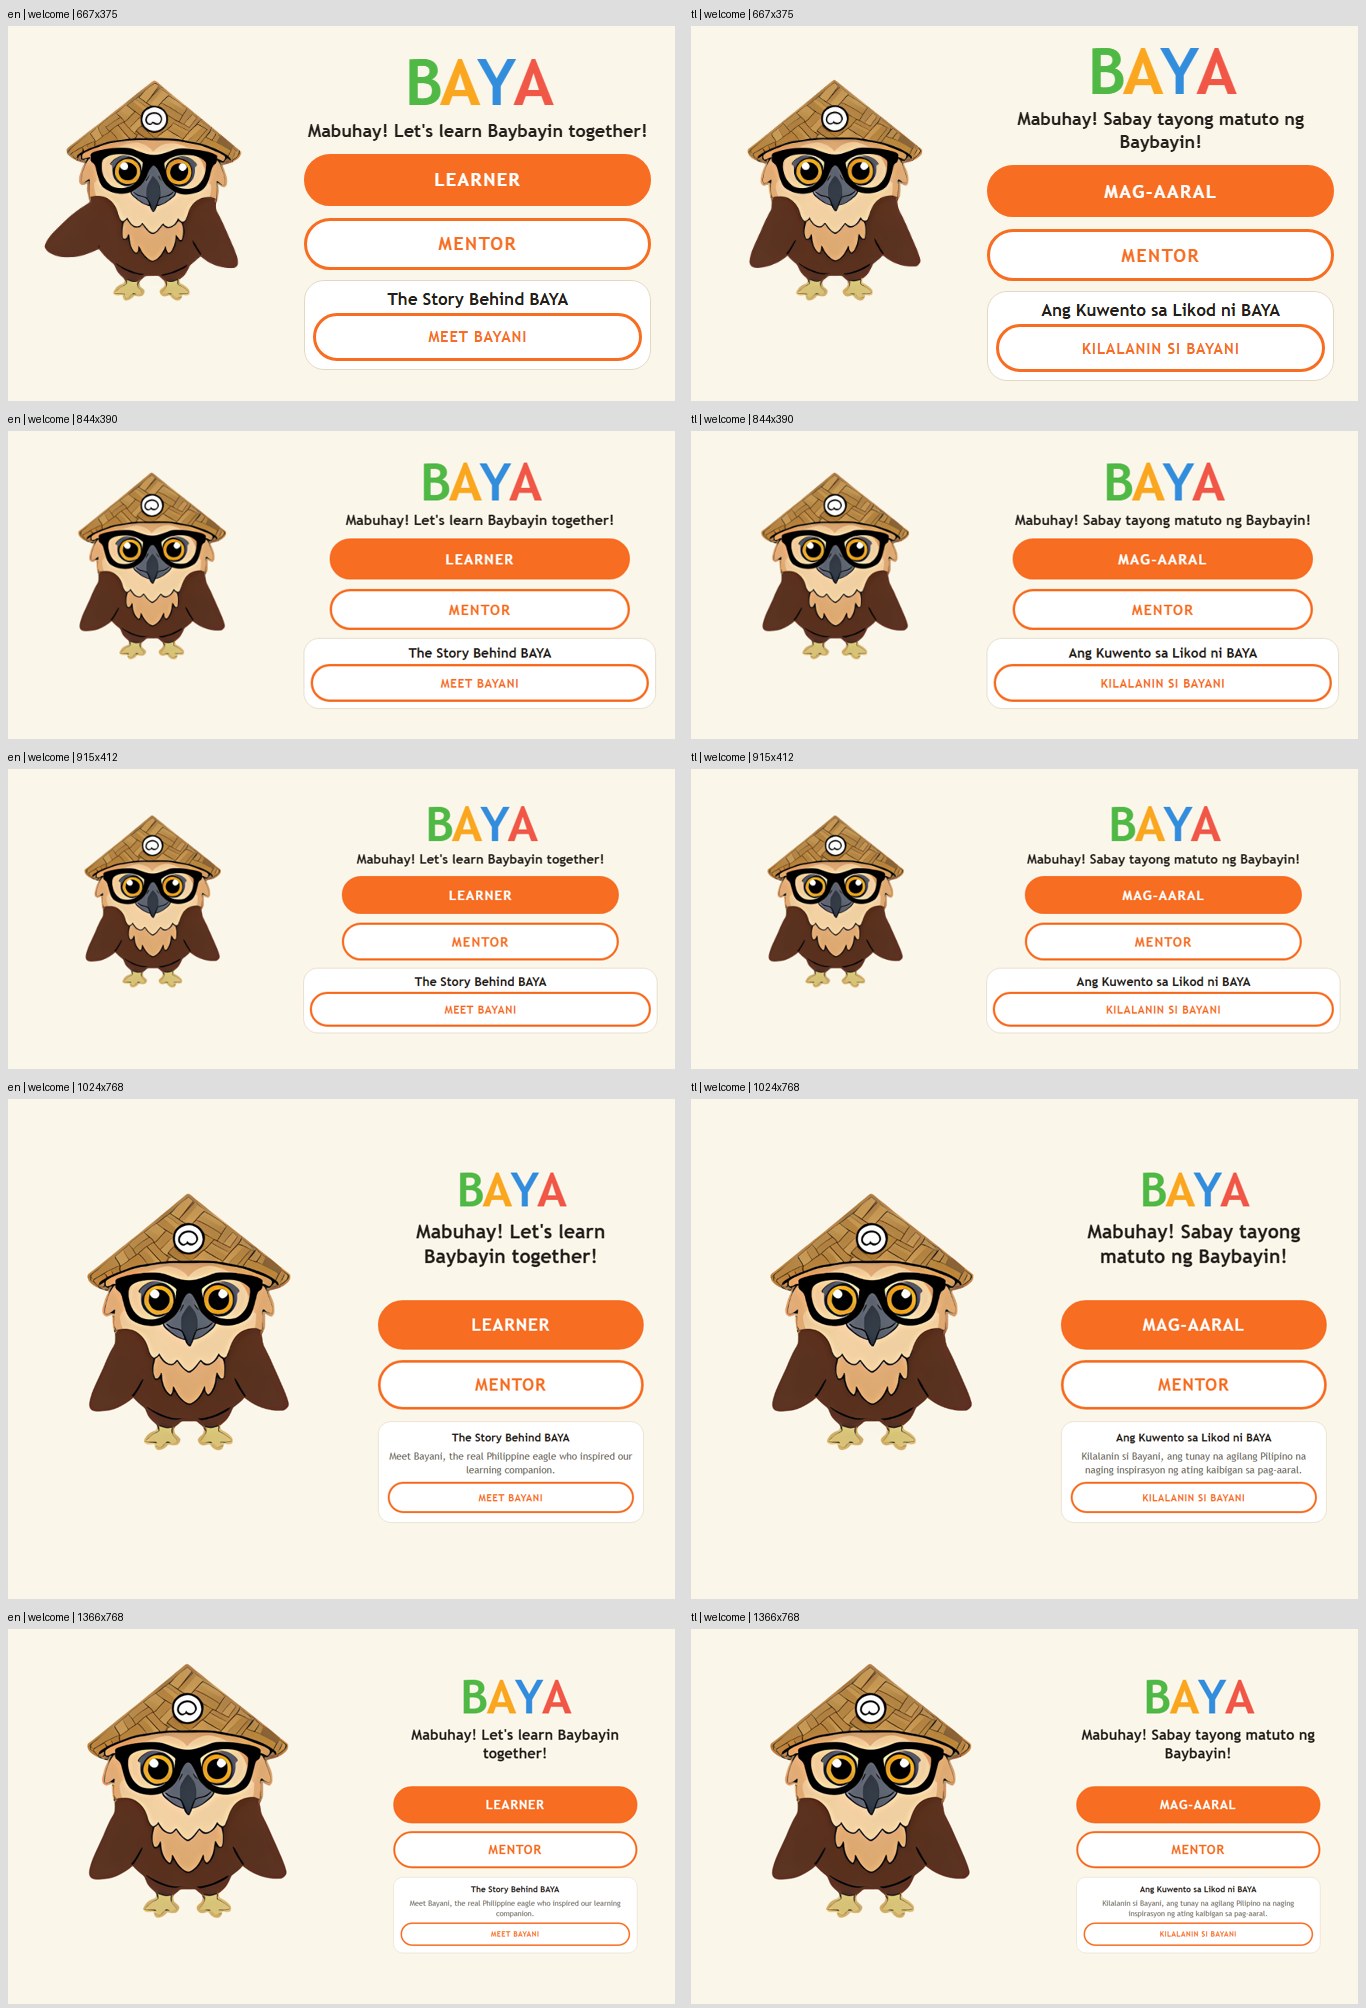 en | welcome | 667x375
BAYA
Mabuhay! Let's learn Baybayin together!
LEARNER
MENTOR
The Story Behind BAYA
MEET BAYANI
tl | welcome | 667x375
BAYA
Mabuhay! Sabay tayong matuto ng
Baybayin!
MAG-AARAL
MENTOR
Ang Kuwento sa Likod ni BAYA
KILALANIN SI BAYANI
en | welcome | 844x390
BAYA
Mabuhay! Let's learn Baybayin together!
LEARNER
MENTOR
The Story Behind BAYA
MEET BAYANI
tl | welcome | 844x390
BAYA
Mabuhay! Sabay tayong matuto ng Baybayin!
MAG-AARAL
MENTOR
Ang Kuwento sa Likod ni BAYA
KILALANIN SI BAYANI
en | welcome | 915x412
BAYA
Mabuhay! Let's learn Baybayin together!
LEARNER
MENTOR
The Story Behind BAYA
MEET BAYANI
tl | welcome | 915x412
BAYA
Mabuhay! Sabay tayong matuto ng Baybayin!
MAG-AARAL
MENTOR
Ang Kuwento sa Likod ni BAYA
KILALANIN SI BAYANI
en | welcome | 1024x768
BAYA
Mabuhay! Let's learn
Baybayin together!
LEARNER
MENTOR
The Story Behind BAYA
Meet Bayani, the real Philippine eagle who inspired our
learning companion.
MEET BAYANI
tl | welcome | 1024x768
BAYA
Mabuhay! Sabay tayong
matuto ng Baybayin!
MAG-AARAL
MENTOR
Ang Kuwento sa Likod ni BAYA
Kilalanin si Bayani, ang tunay na agilang Pilipino na
naging inspirasyon ng ating kaibigan sa pag-aaral.
KILALANIN SI BAYANI
en | welcome | 1366x768
BAYA
Mabuhay! Let's learn Baybayin
together!
LEARNER
MENTOR
The Story Behind BAYA
Meet Bayani, the real Philippine eagle who inspired our learning
companion.
MEET BAYANI
tl | welcome | 1366x768
BAYA
Mabuhay! Sabay tayong matuto ng
Baybayin!
MAG-AARAL
MENTOR
Ang Kuwento sa Likod ni BAYA
Kilalanin si Bayani, ang tunay na agilang Pilipino na naging
inspirasyon ng ating kaibigan sa pag-aaral.
KILALANIN SI BAYANI